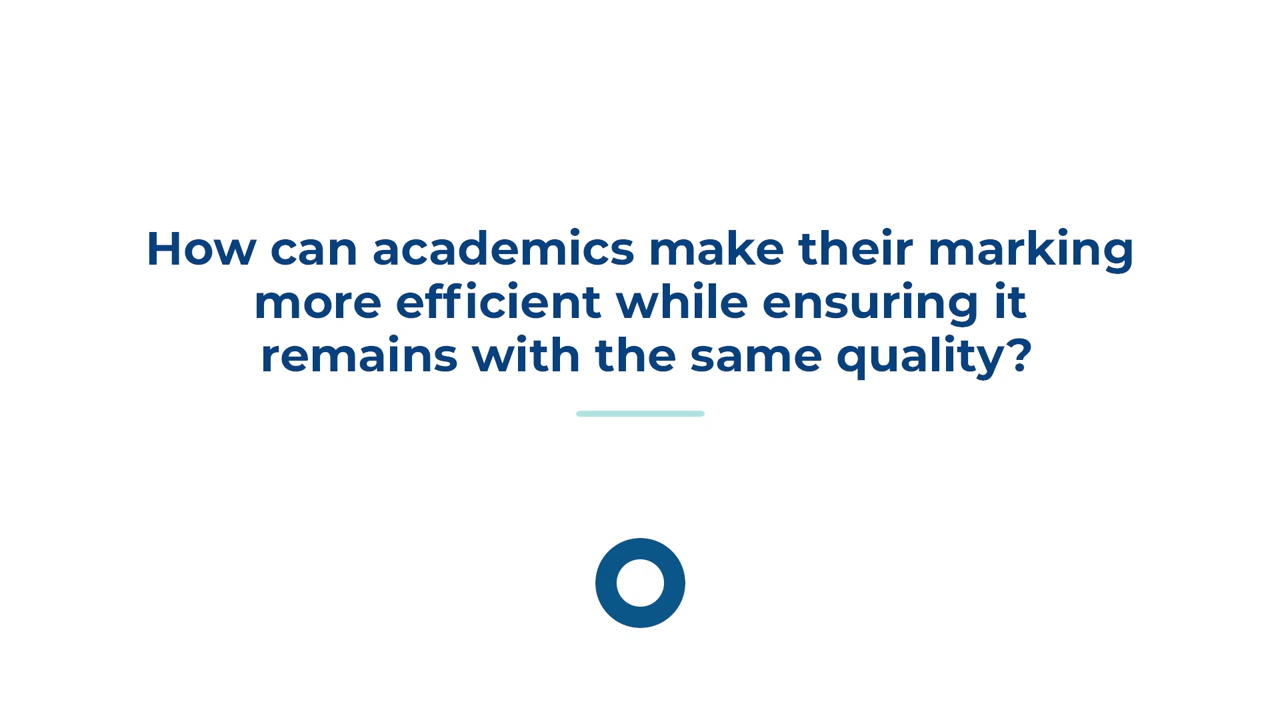 How can academics make their marking
more efficient while ensuring it
remains with the same quality?